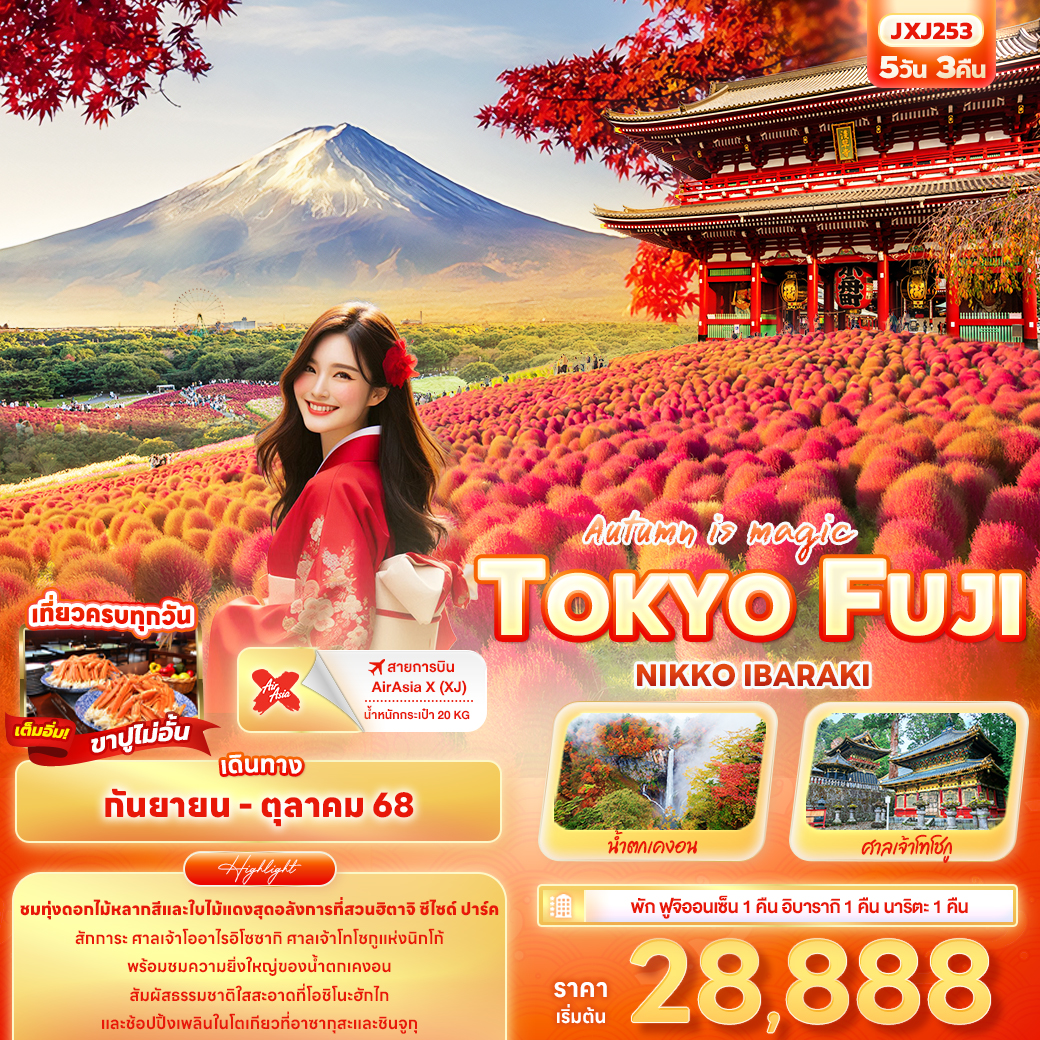 JXJ253
5วัน 3คืน
Autumn is magic
TOKYO FUJI
NIKKO IBARAKI
เที่ยวครบทุกวัน
เต็มอิ่ม!
ขาปูไม่อั้น
Air
Asia
สายการบิน
AirAsia X (XJ)
น้ำหนักกระเป๋า 20 KG
เดินทาง
กันยายน - ตุลาคม 68
น้ำตกเคงอน
ศาลเจ้าโทโชกุ
Highlight
ชมทุ่งดอกไม้หลากสีและใบไม้แดงสุดอลังการที่สวนฮิตาจิ ซีไซด์ ปาร์ค
สักการะ ศาลเจ้าโออาไรอิโซซากิ ศาลเจ้าโทโชกูแห่งนิกโก้
พร้อมชมความยิ่งใหญ่ของน้ำตกเคงอน
สัมผัสธรรมชาติใสสะอาดที่โอชิโนะฮักไก
และช้อปปิ้งเพลินในโตเกียวที่อาซากุสะและชินจูกุ
พัก ฟูจิออนเซ็น 1 คืน อิบารากิ 1 คืน นาริตะ 1 คืน
ราคา
เริ่มต้น
28,888